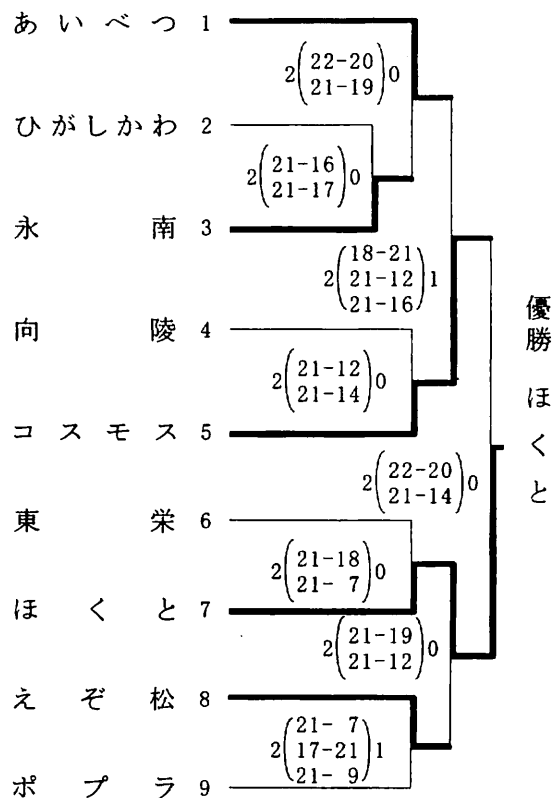 あいべつ 1
2(22-20 21-19)0
ひがしかわ 2
2(21-16 21-17)0
永南 3
2(18-21 21-12 21-16)1
向陵 4
2(21-12 21-14)0
コスモス 5
2(22-20 21-14)0
東栄 6
2(21-18 21- 7)0
ほくと 7
2(21-19 21-12)0
えぞ松 8
2(21- 7 17-21 21- 9)1
ポプラ 9
優勝 ほくと